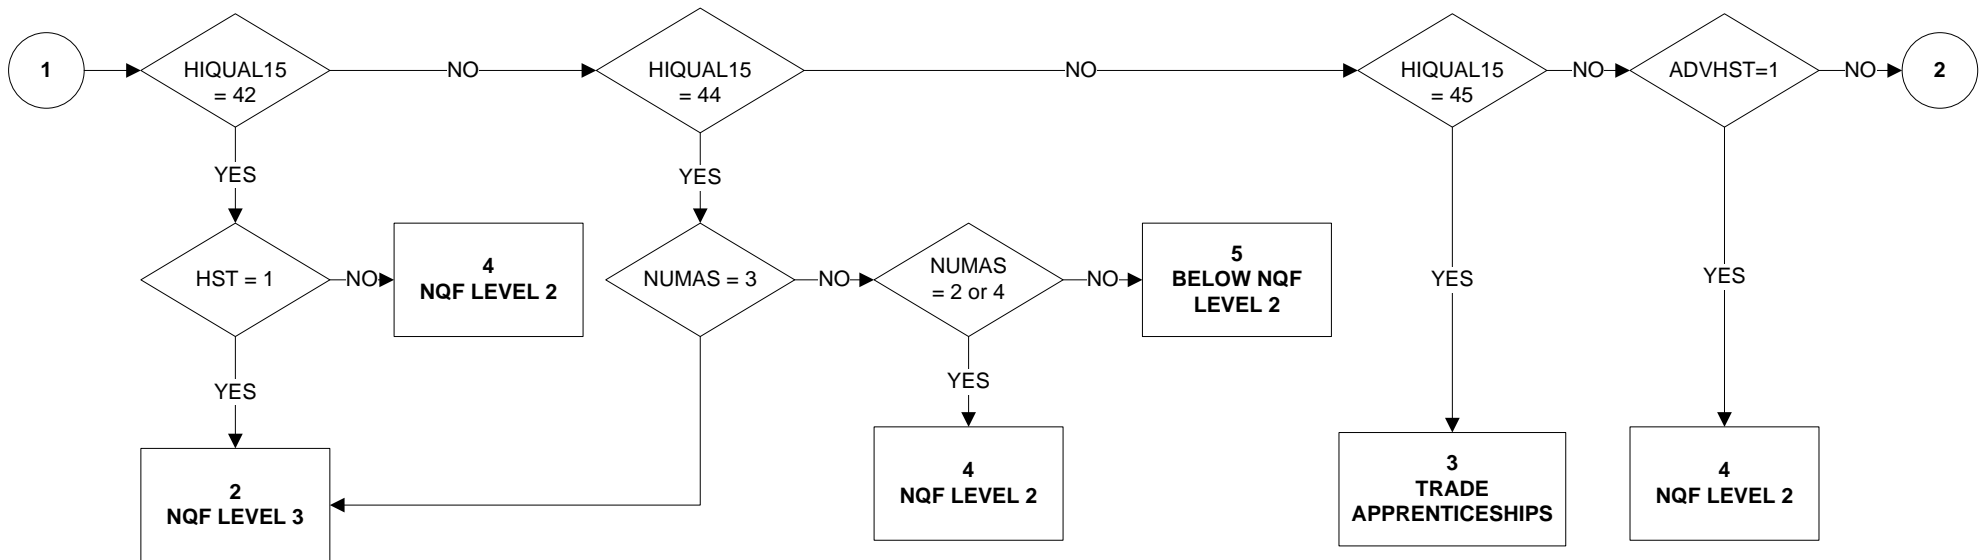 1
HIQUAL15
= 42
NO
HIQUAL15
= 44
NO
HIQUAL15
= 45
NO
ADVHST=1
NO
2
YES
YES
YES
YES
HST = 1
NO
4
NQF LEVEL 2
NUMAS = 3
NO
NUMAS
= 2 or 4
NO
5
BELOW NQF
LEVEL 2
YES
YES
2
NQF LEVEL 3
4
NQF LEVEL 2
3
TRADE
APPRENTICESHIPS
4
NQF LEVEL 2